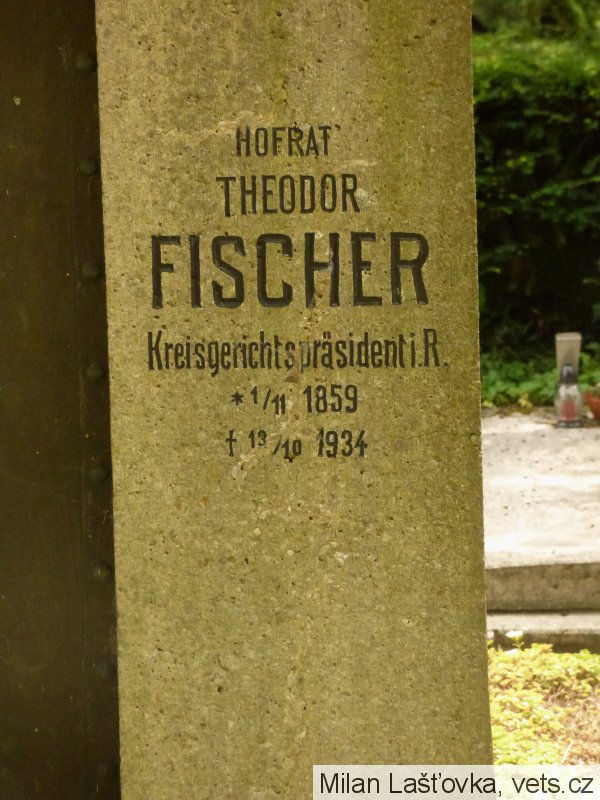 HOFRAT
THEODOR
FISCHER
Kreisgerichtspräsident i. R.
* 1/11 1859
† 13/10 1934
Milan Lašťovka, vets.cz